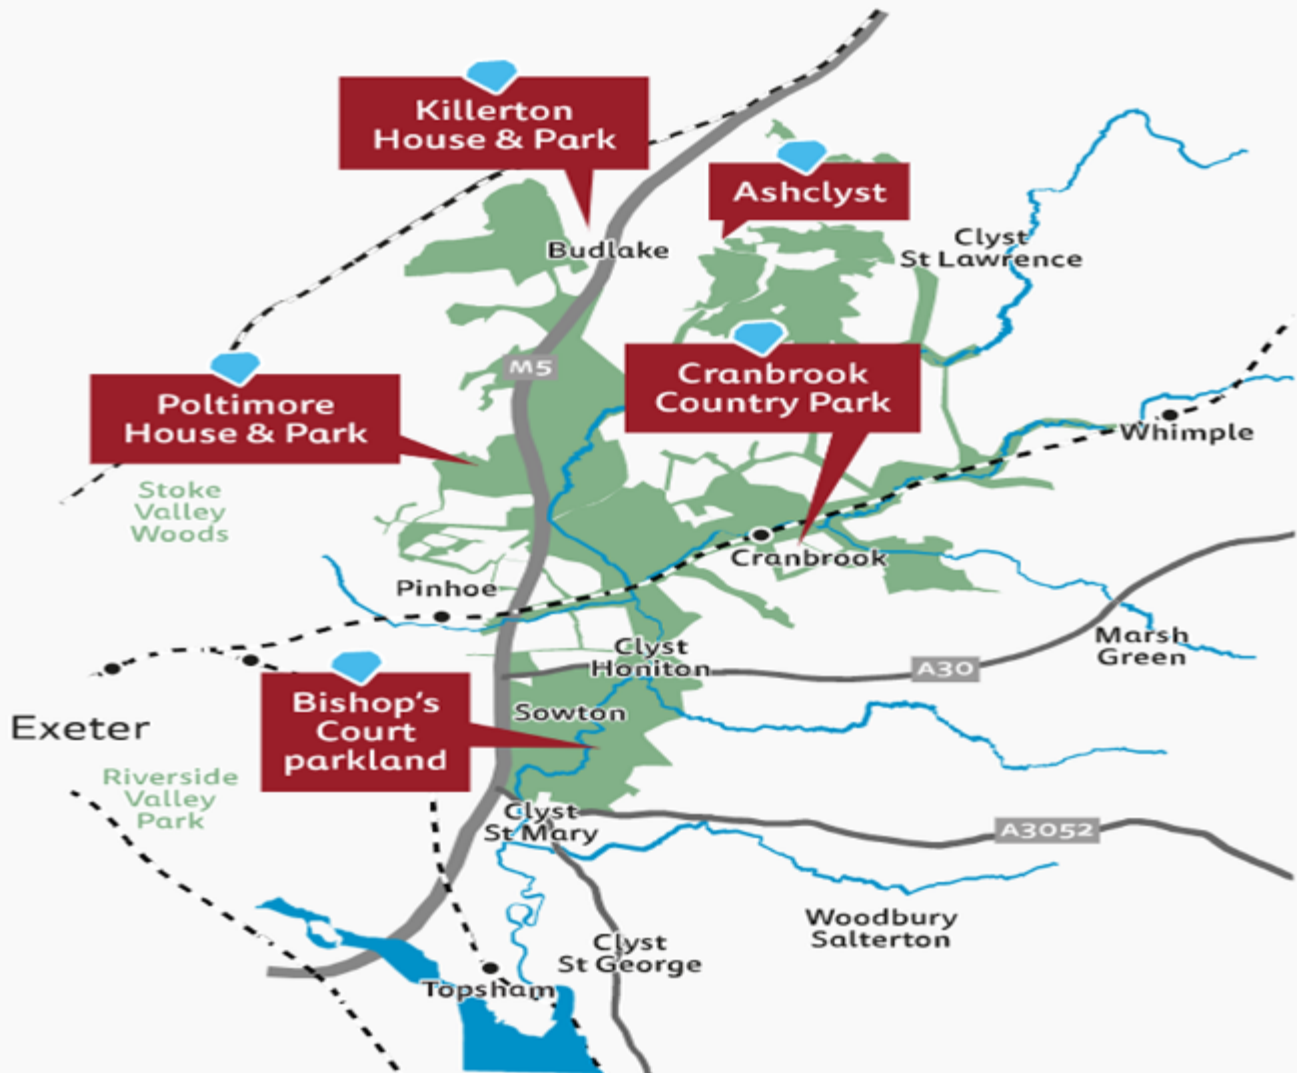 Killerton
House & Park
Ashclyst
Clyst
St Lawrence
Budlake
M5
Cranbrook
Country Park
Poltimore
House & Park
Whimple
Stoke
Valley
Woods
Cranbrook
Pinhoe
Clyst
Honiton
A30
Marsh
Green
Exeter
Bishop's
Court
parkland
Sowton
Riverside
Valley
Park
Clyst
St Mary
A3052
Woodbury
Salterton
Clyst
St George
Topsham